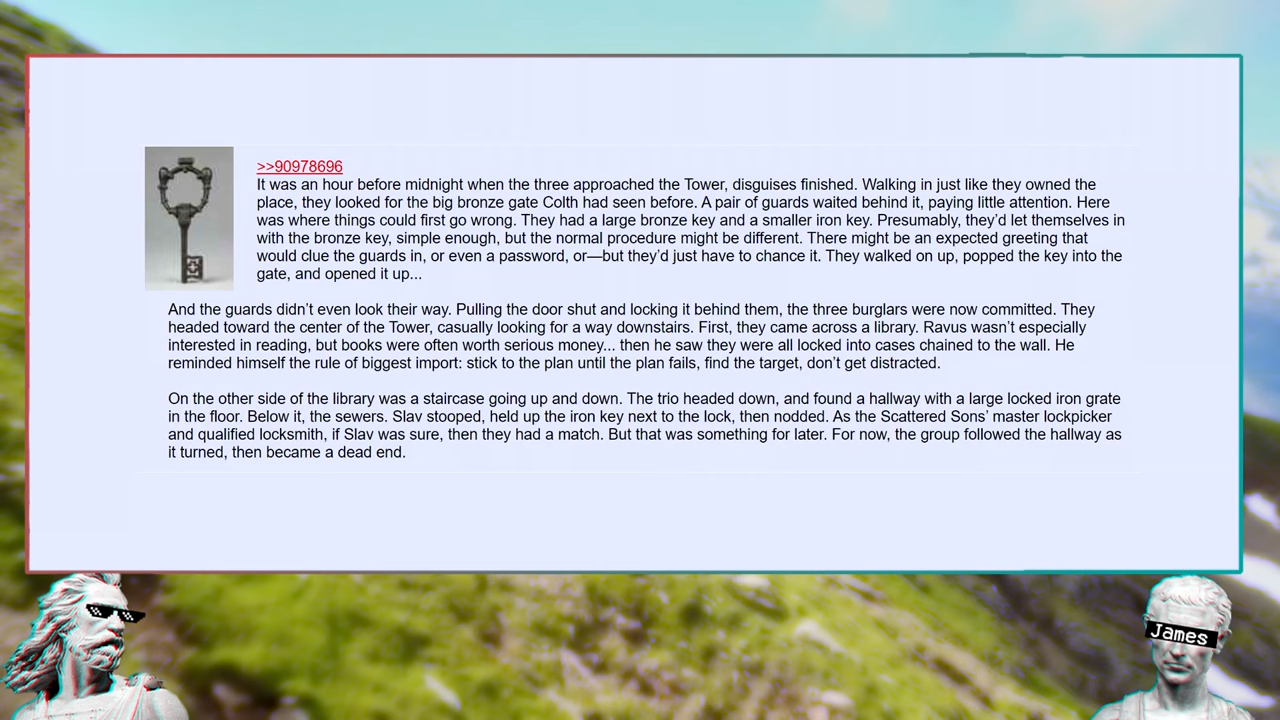 >>90978696
It was an hour before midnight when the three approached the Tower, disguises finished. Walking in just like they owned the
place, they looked for the big bronze gate Colth had seen before. A pair of guards waited behind it, paying little attention. Here
was where things could first go wrong. They had a large bronze key and a smaller iron key. Presumably, they’d let themselves in
with the bronze key, simple enough, but the normal procedure might be different. There might be an expected greeting that
would clue the guards in, or even a password, or—but they’d just have to chance it. They walked on up, popped the key into the
gate, and opened it up...
And the guards didn’t even look their way. Pulling the door shut and locking it behind them, the three burglars were now committed. They
headed toward the center of the Tower, casually looking for a way downstairs. First, they came across a library. Ravus wasn’t especially
interested in reading, but books were often worth serious money... then he saw they were all locked into cases chained to the wall. He
reminded himself the rule of biggest import: stick to the plan until the plan fails, find the target, don’t get distracted.
On the other side of the library was a staircase going up and down. The trio headed down, and found a hallway with a large locked iron grate
in the floor. Below it, the sewers. Slav stooped, held up the iron key next to the lock, then nodded. As the Scattered Sons’ master lockpicker
and qualified locksmith, if Slav was sure, then they had a match. But that was something for later. For now, the group followed the hallway as
it turned, then became a dead end.
James